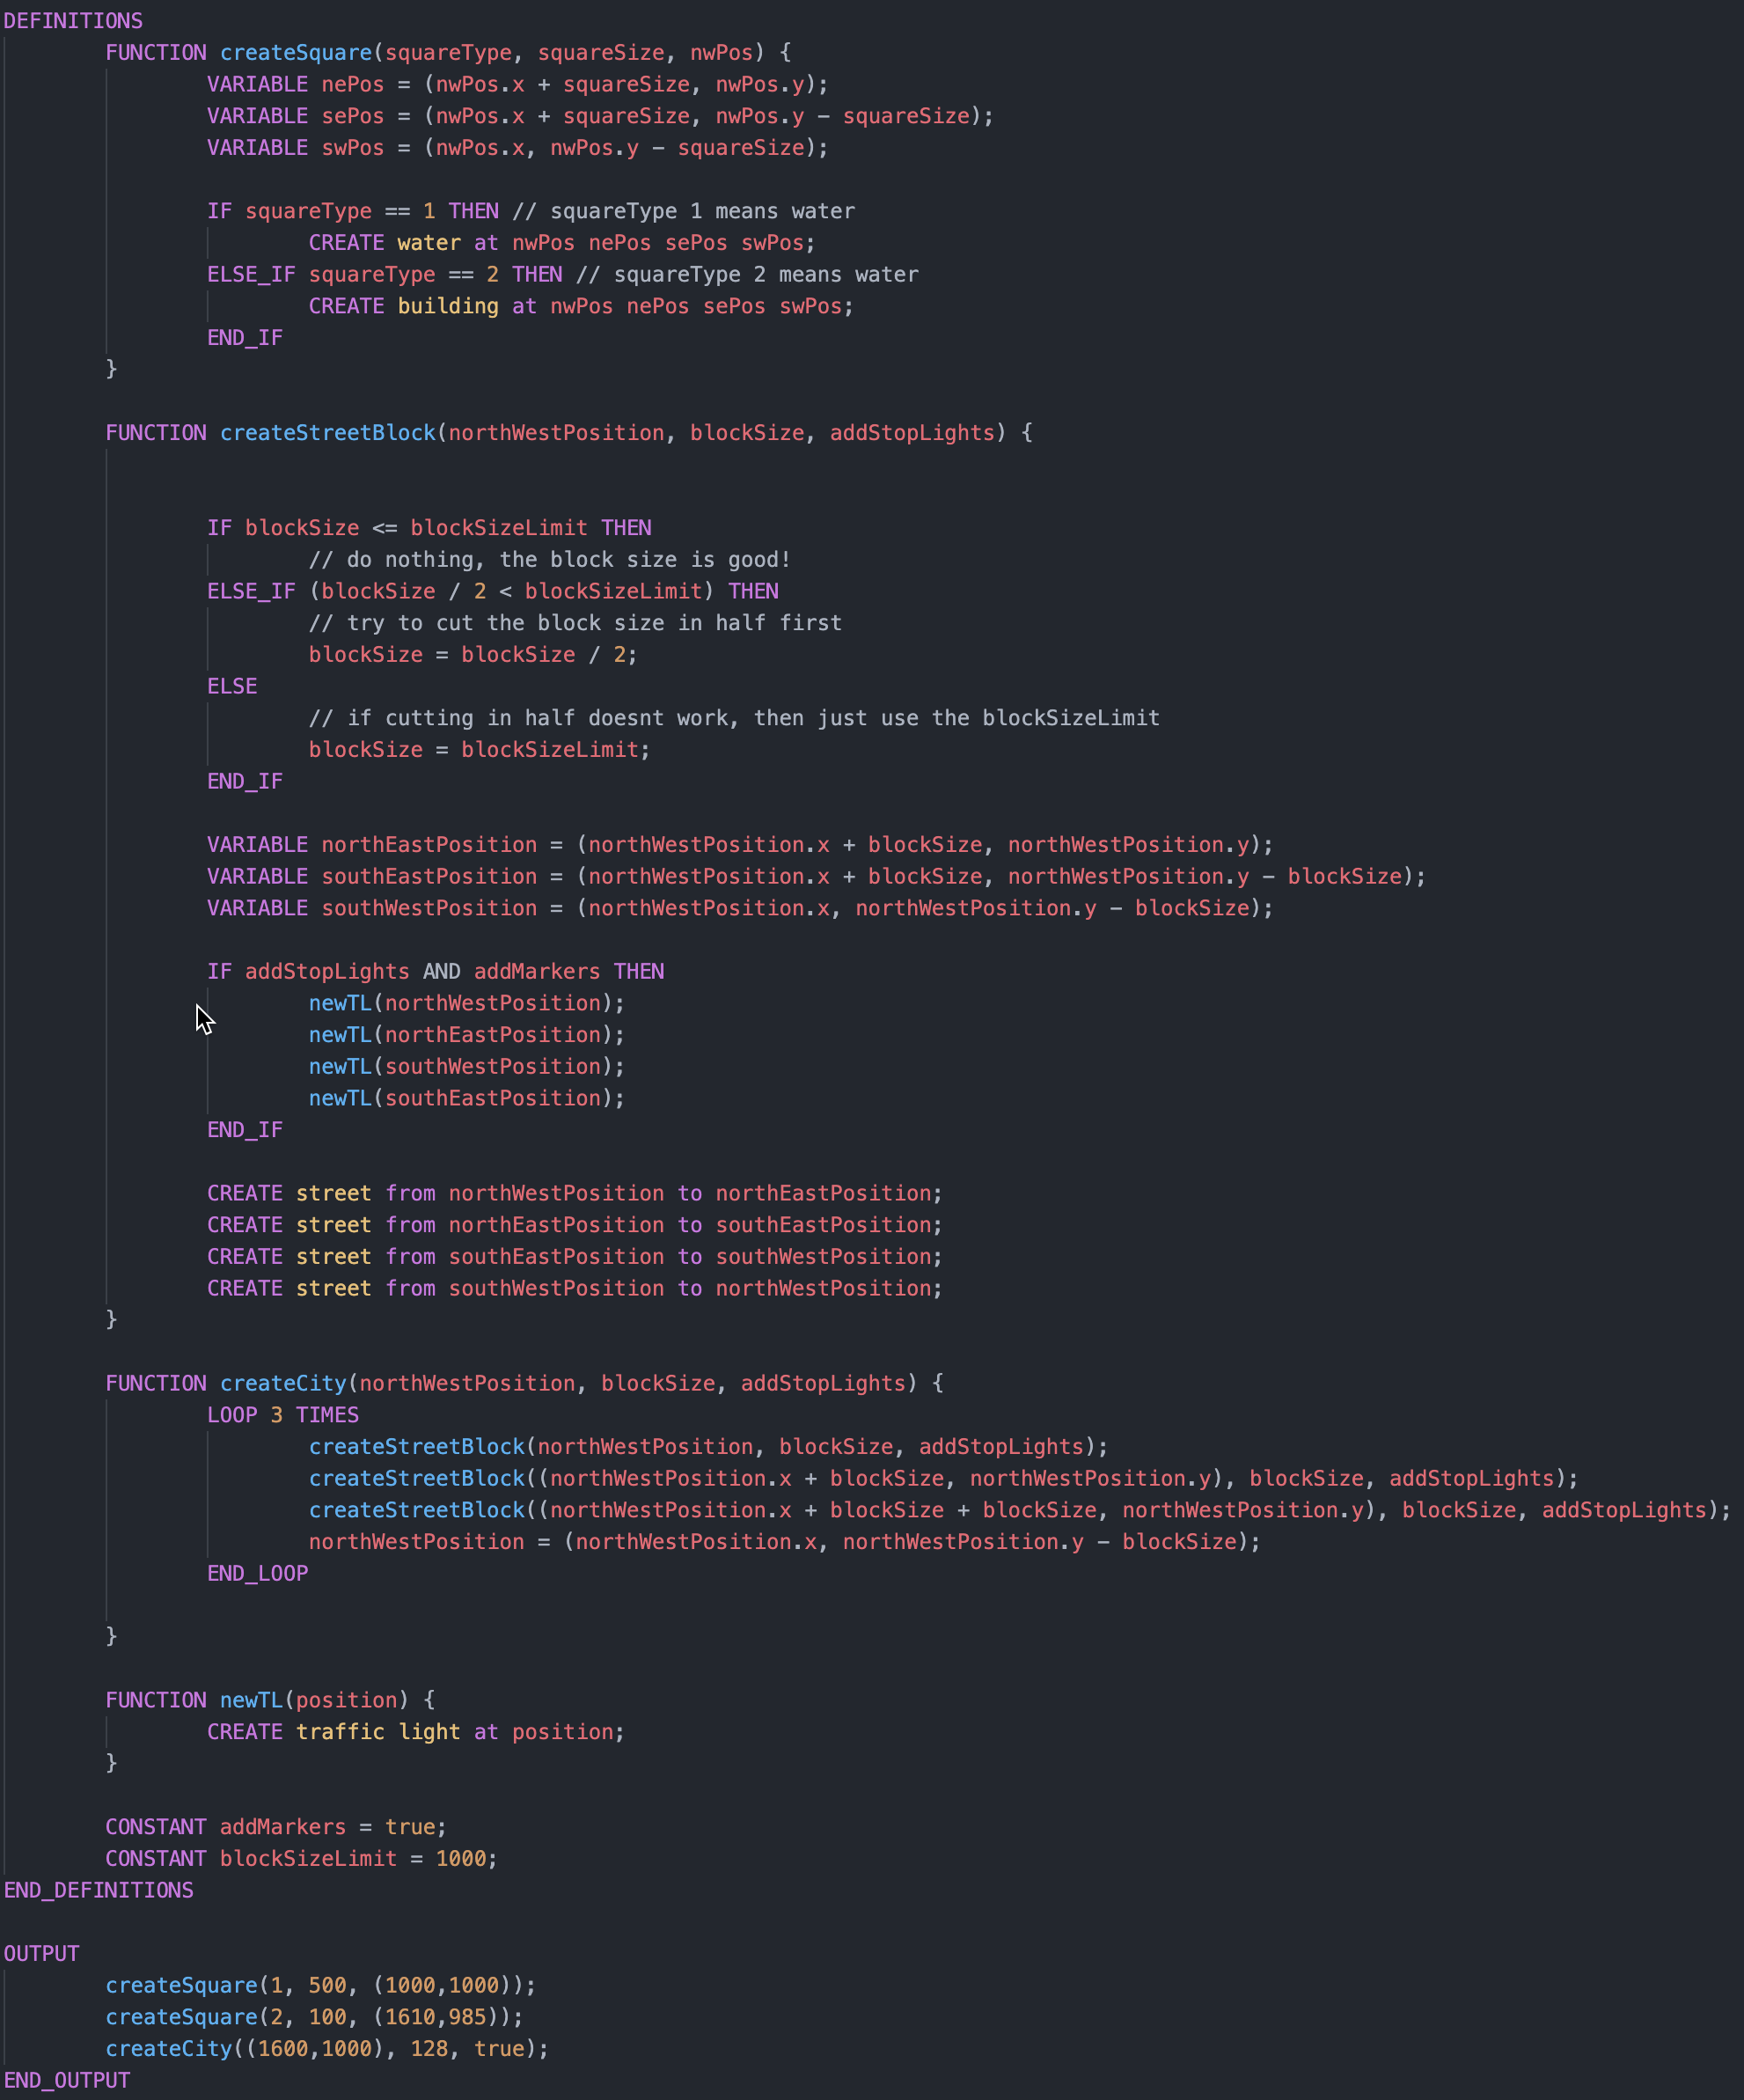 DEFINITIONS
FUNCTION createSquare(squareType, squareSize, nwPos) {
VARIABLE nePos = (nwPos.x + squareSize, nwPos.y);
VARIABLE sePos = (nwPos.x + squareSize, nwPos.y - squareSize);
VARIABLE swPos = (nwPos.x, nwPos.y - squareSize);
IF squareType == 1 THEN // squareType 1 means water
CREATE water at nwPos nePos sePos swPos;
ELSE_IF squareType == 2 THEN // squareType 2 means water
CREATE building at nwPos nePos sePos swPos;
END_IF
}
FUNCTION createStreetBlock(northWestPosition, blockSize, addStopLights) {
IF blockSize <= blockSizeLimit THEN
// do nothing, the block size is good!
ELSE_IF (blockSize / 2 < blockSizeLimit) THEN
// try to cut the block size in half first
blockSize = blockSize / 2;
ELSE
// if cutting in half doesnt work, then just use the blockSizeLimit
blockSize = blockSizeLimit;
END_IF
VARIABLE northEastPosition = (northWestPosition.x + blockSize, northWestPosition.y);
VARIABLE southEastPosition = (northWestPosition.x + blockSize, northWestPosition.y - blockSize);
VARIABLE southWestPosition = (northWestPosition.x, northWestPosition.y - blockSize);
IF addStopLights AND addMarkers THEN
newTL(northWestPosition);
newTL(northEastPosition);
newTL(southWestPosition);
newTL(southEastPosition);
END_IF
CREATE street from northWestPosition to northEastPosition;
CREATE street from northEastPosition to southEastPosition;
CREATE street from southEastPosition to southWestPosition;
CREATE street from southWestPosition to northWestPosition;
}
FUNCTION createCity(northWestPosition, blockSize, addStopLights) {
LOOP 3 TIMES
createStreetBlock(northWestPosition, blockSize, addStopLights);
createStreetBlock((northWestPosition.x + blockSize, northWestPosition.y), blockSize, addStopLights);
createStreetBlock((northWestPosition.x + blockSize + blockSize, northWestPosition.y), blockSize, addStopLights);
northWestPosition = (northWestPosition.x, northWestPosition.y - blockSize);
END_LOOP
}
FUNCTION newTL(position) {
CREATE traffic light at position;
}
CONSTANT addMarkers = true;
CONSTANT blockSizeLimit = 1000;
END_DEFINITIONS
OUTPUT
createSquare(1, 500, (1000,1000));
createSquare(2, 100, (1610,985));
createCity((1600,1000), 128, true);
END_OUTPUT